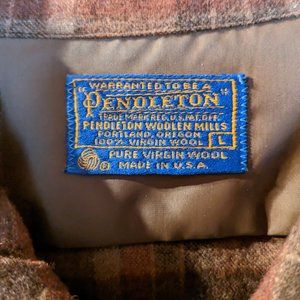 WARRANTED TO BE A
"PENDLETON"
TRADE MARK REG. U.S. PAT. OFF.
PENDLETON WOOLEN MILLS
PORTLAND, OREGON
100% VIRGIN WOOL L
PURE VIRGIN WOOL
MADE IN U.S.A.